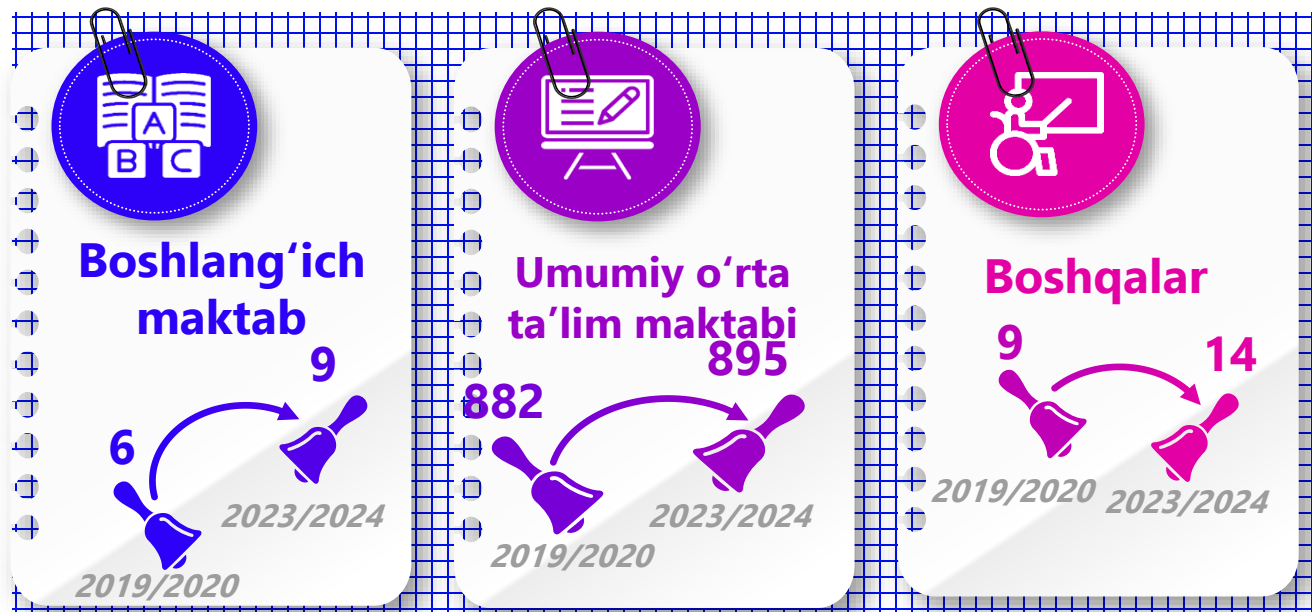 A
B C
Boshlang‘ich
maktab
9
6
2023/2024
2019/2020
Umumiy o‘rta
ta’lim maktabi
895
882
2023/2024
2019/2020
Boshqalar
9
14
2019/2020
2023/2024